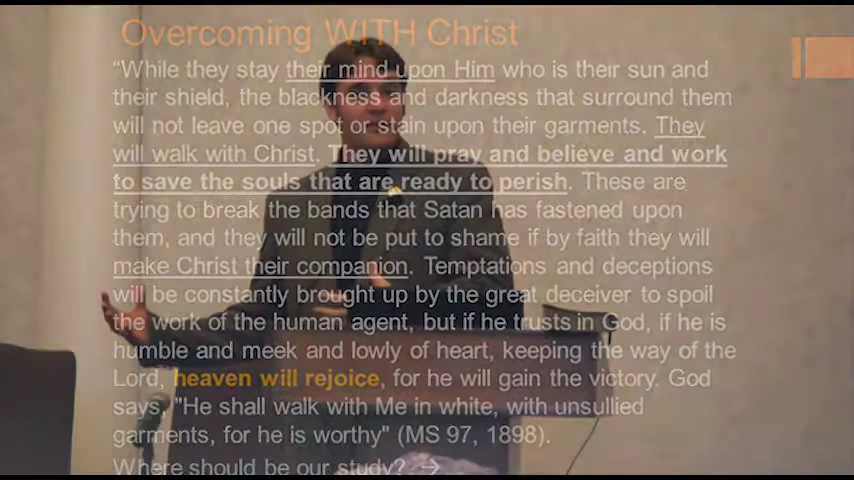 Overcoming WITH Christ
“While they stay their mind upon Him who is their sun and
their shield, the blackness and darkness that surround them
will not leave one spot or stain upon their garments. They
will walk with Christ. They will pray and believe and work
to save the souls that are ready to perish. These are
trying to break the bands that Satan has fastened upon
them, and they will not be put to shame if by faith they will
make Christ their companion. Temptations and deceptions
will be constantly brought up by the great deceiver to spoil
the work of the human agent, but if he trusts in God, if he is
humble and meek and lowly of heart, keeping the way of the
Lord, heaven will rejoice, for he will gain the victory. God
says, "He shall walk with Me in white, with unsullied
garments, for he is worthy" (MS 97, 1898).
Where should be our study? →